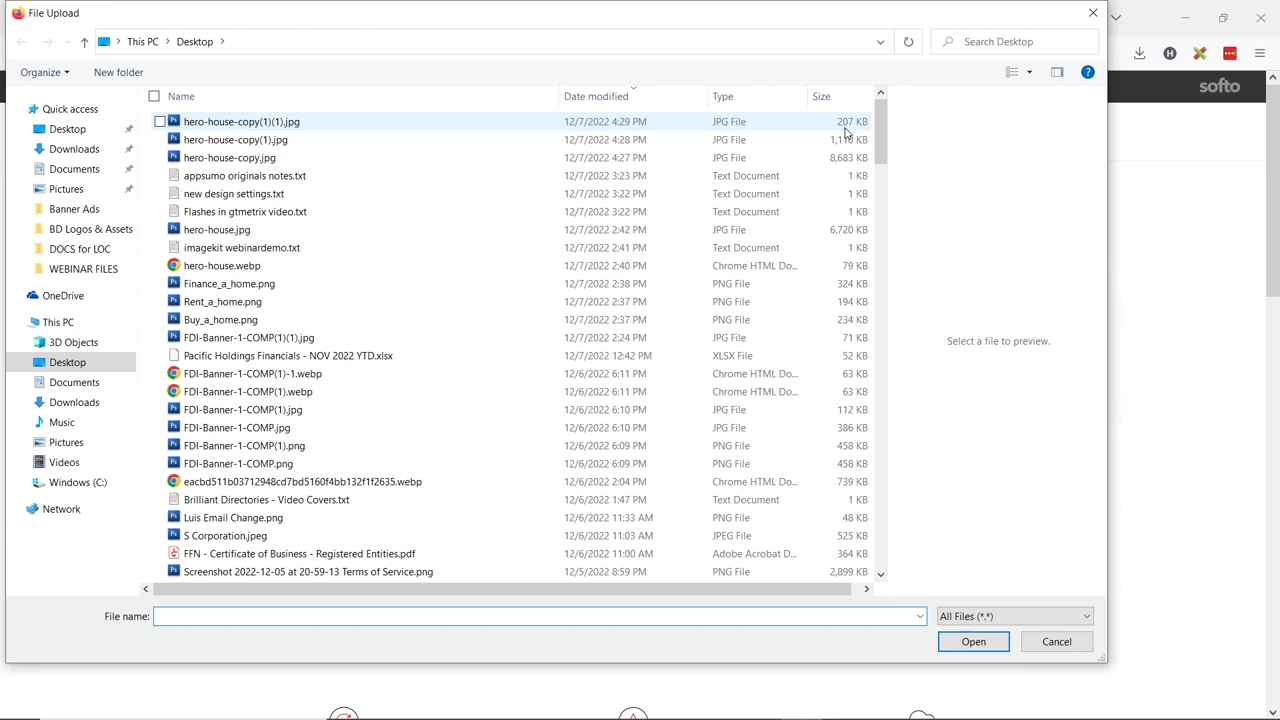 File Upload
This PC > Desktop >
Search Desktop
Organize
New folder
softo
Name Date modified Type Size
hero-house-copy(1)(1).jpg 12/7/2022 4:29 PM JPG File 207 KB
hero-house-copy(1).jpg 12/7/2022 4:28 PM JPG File 1,110 KB
hero-house-copy.jpg 12/7/2022 4:27 PM JPG File 8,683 KB
appsumo originals notes.txt 12/7/2022 3:23 PM Text Document 1 KB
new design settings.txt 12/7/2022 3:22 PM Text Document 1 KB
Flashes in gtmetrix video.txt 12/7/2022 3:22 PM Text Document 1 KB
hero-house.jpg 12/7/2022 2:42 PM JPG File 6,720 KB
imagekit webinardemo.txt 12/7/2022 2:41 PM Text Document 1 KB
hero-house.webp 12/7/2022 2:40 PM Chrome HTML Do... 79 KB
Finance_a_home.png 12/7/2022 2:38 PM PNG File 324 KB
Rent_a_home.png 12/7/2022 2:37 PM PNG File 194 KB
Buy_a_home.png 12/7/2022 2:37 PM PNG File 234 KB
FDI-Banner-1-COMP(1)(1).jpg 12/7/2022 2:24 PM JPG File 71 KB
Pacific Holdings Financials - NOV 2022 YTD.xlsx 12/7/2022 12:42 PM XLSX File 52 KB
FDI-Banner-1-COMP(1)-1.webp 12/6/2022 6:11 PM Chrome HTML Do... 63 KB
FDI-Banner-1-COMP(1).webp 12/6/2022 6:11 PM Chrome HTML Do... 63 KB
FDI-Banner-1-COMP(1).jpg 12/6/2022 6:10 PM JPG File 112 KB
FDI-Banner-1-COMP.jpg 12/6/2022 6:10 PM JPG File 386 KB
FDI-Banner-1-COMP(1).png 12/6/2022 6:09 PM PNG File 458 KB
FDI-Banner-1-COMP.png 12/6/2022 6:09 PM PNG File 458 KB
eacbd511b03712948cd7bd5160f4bb132f1f2635.webp 12/6/2022 2:04 PM Chrome HTML Do... 739 KB
Brilliant Directories - Video Covers.txt 12/6/2022 1:47 PM Text Document 1 KB
Luis Email Change.png 12/6/2022 11:33 AM PNG File 48 KB
S Corporation.jpeg 12/6/2022 11:03 AM JPEG File 525 KB
FFN - Certificate of Business - Registered Entities.pdf 12/6/2022 11:00 AM Adobe Acrobat D... 364 KB
Screenshot 2022-12-05 at 20-59-13 Terms of Service.png 12/5/2022 8:59 PM PNG File 2,899 KB
Quick access
Desktop
Downloads
Documents
Pictures
Banner Ads
BD Logos & Assets
DOCS for LOC
WEBINAR FILES
OneDrive
This PC
3D Objects
Desktop
Documents
Downloads
Music
Pictures
Videos
Windows (C:)
Network
Select a file to preview.
File name:
All Files (*.*)
Open
Cancel